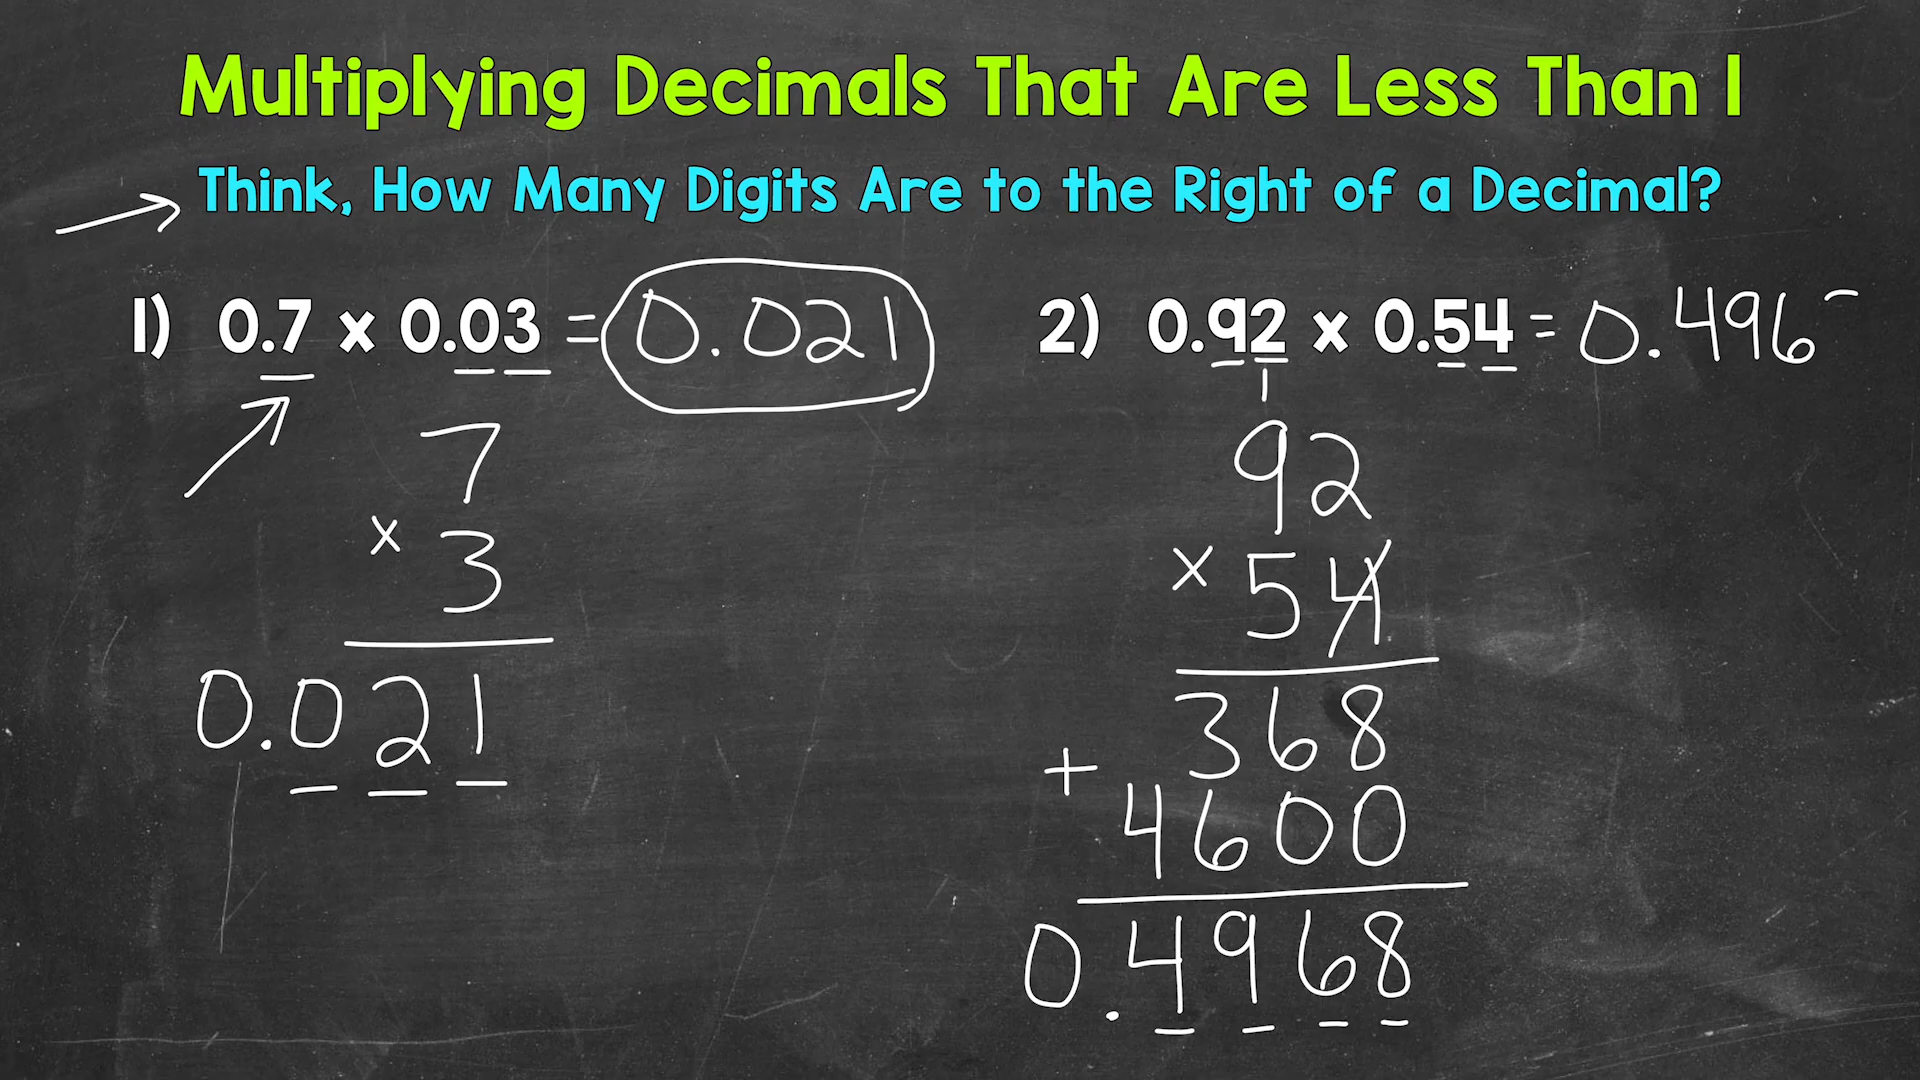 Multiplying Decimals That Are Less Than 1
Think, How Many Digits Are to the Right of a Decimal?
1) 0.7 x 0.03 = 0.021
7
x 3
0.021
2) 0.92 x 0.54 = 0.496
1
92
x 54
368
+ 4600
0.4968